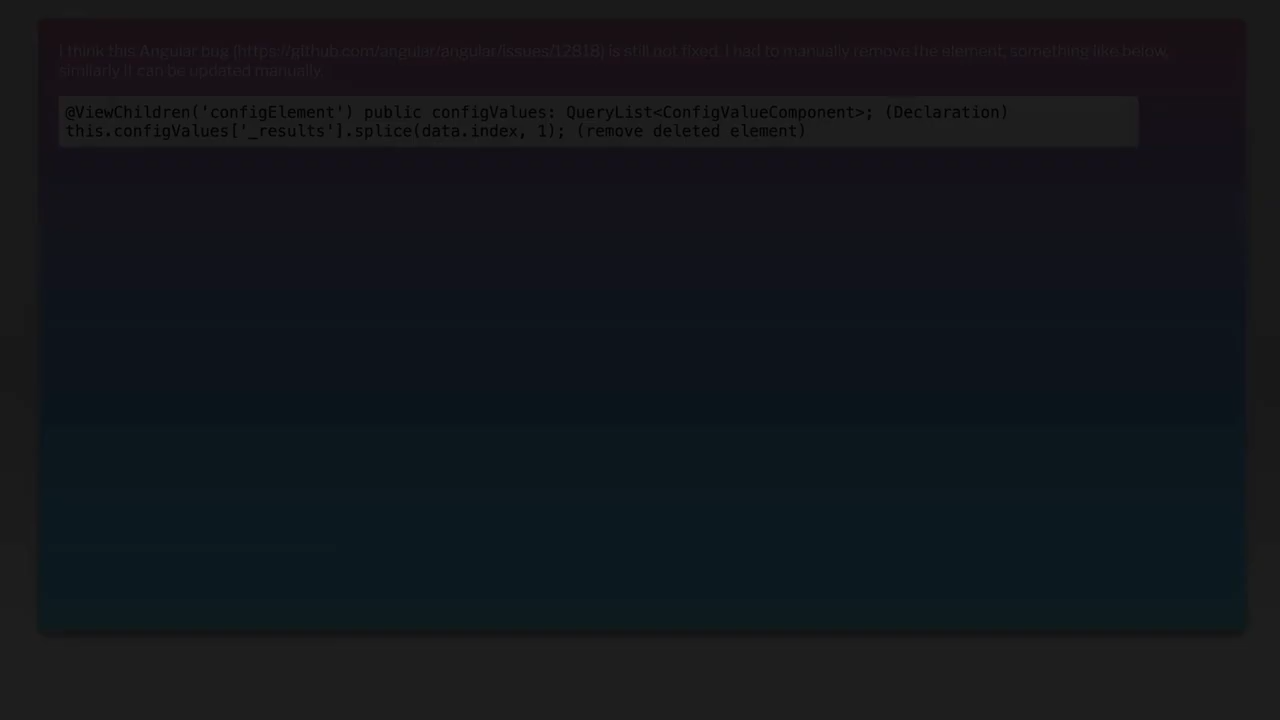 I think this Angular bug (https://github.com/angular/angular/issues/12818) is still not fixed. I had to manually remove the element, something like below,
similarly it can be updated manually.
@ViewChildren('configElement') public configValues: QueryList<ConfigValueComponent>; (Declaration)
this.configValues['_results'].splice(data.index, 1); (remove deleted element)